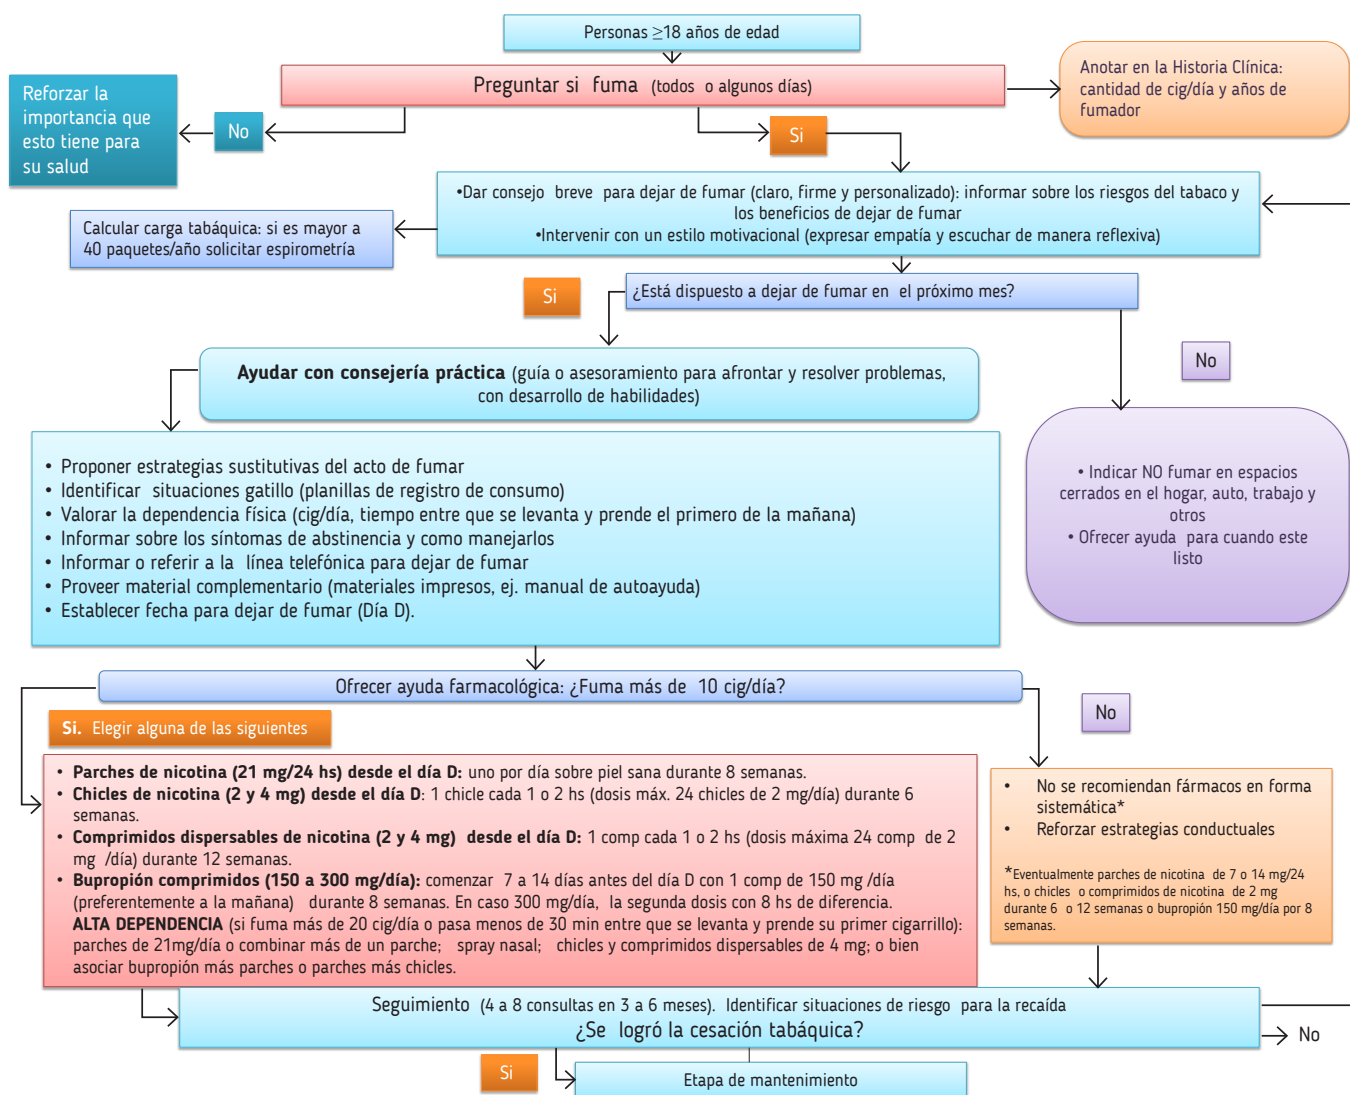 Personas ≥18 años de edad
Preguntar si fuma (todos o algunos días)
Anotar en la Historia Clínica:
cantidad de cig/día y años de
fumador
Reforzar la
importancia que
esto tiene para
su salud
No
Si
•Dar consejo breve para dejar de fumar (claro, firme y personalizado): informar sobre los riesgos del tabaco y
los beneficios de dejar de fumar
•Intervenir con un estilo motivacional (expresar empatía y escuchar de manera reflexiva)
Calcular carga tabáquica: si es mayor a
40 paquetes/año solicitar espirometría
Si
¿Está dispuesto a dejar de fumar en el próximo mes?
No
Ayudar con consejería práctica (guía o asesoramiento para afrontar y resolver problemas,
con desarrollo de habilidades)
• Proponer estrategias sustitutivas del acto de fumar
• Identificar situaciones gatillo (planillas de registro de consumo)
• Valorar la dependencia física (cig/día, tiempo entre que se levanta y prende el primero de la mañana)
• Informar sobre los síntomas de abstinencia y como manejarlos
• Informar o referir a la línea telefónica para dejar de fumar
• Proveer material complementario (materiales impresos, ej. manual de autoayuda)
• Establecer fecha para dejar de fumar (Día D).
• Indicar NO fumar en espacios
cerrados en el hogar, auto, trabajo y
otros
• Ofrecer ayuda para cuando este
listo
Ofrecer ayuda farmacológica: ¿Fuma más de 10 cig/día?
Si. Elegir alguna de las siguientes
No
• Parches de nicotina (21 mg/24 hs) desde el día D: uno por día sobre piel sana durante 8 semanas.
• Chicles de nicotina (2 y 4 mg) desde el día D: 1 chicle cada 1 o 2 hs (dosis máx. 24 chicles de 2 mg/día) durante 6
semanas.
• Comprimidos dispersables de nicotina (2 y 4 mg) desde el día D: 1 comp cada 1 o 2 hs (dosis máxima 24 comp de 2
mg /día) durante 12 semanas.
• Bupropión comprimidos (150 a 300 mg/día): comenzar 7 a 14 días antes del día D con 1 comp de 150 mg /día
(preferentemente a la mañana) durante 8 semanas. En caso 300 mg/día, la segunda dosis con 8 hs de diferencia.
ALTA DEPENDENCIA (si fuma más de 20 cig/día o pasa menos de 30 min entre que se levanta y prende su primer cigarrillo):
parches de 21mg/día o combinar más de un parche; spray nasal; chicles y comprimidos dispersables de 4 mg; o bien
asociar bupropión más parches o parches más chicles.
• No se recomiendan fármacos en forma
sistemática*
• Reforzar estrategias conductuales
*Eventualmente parches de nicotina de 7 o 14 mg/24
hs, o chicles o comprimidos de nicotina de 2 mg
durante 6 o 12 semanas o bupropión 150 mg/día por 8
semanas.
Seguimiento (4 a 8 consultas en 3 a 6 meses). Identificar situaciones de riesgo para la recaída
¿Se logró la cesación tabáquica?
No
Si
Etapa de mantenimiento